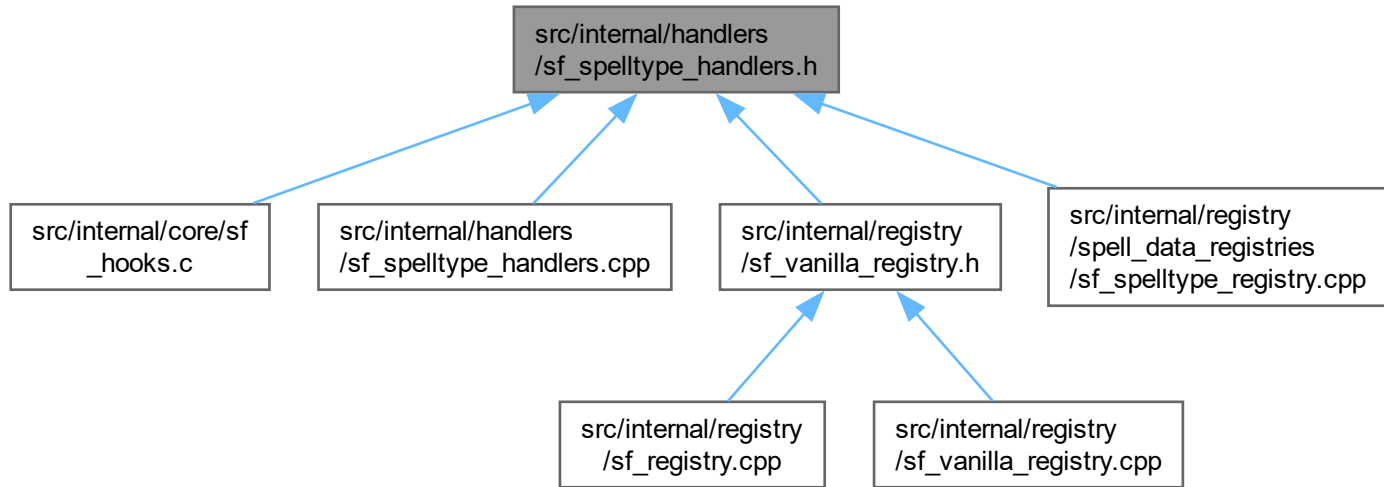 src/internal/handlers
/sf_spelltype_handlers.h
src/internal/core/sf
_hooks.c
src/internal/handlers
/sf_spelltype_handlers.cpp
src/internal/registry
/sf_vanilla_registry.h
src/internal/registry
/spell_data_registries
/sf_spelltype_registry.cpp
src/internal/registry
/sf_registry.cpp
src/internal/registry
/sf_vanilla_registry.cpp